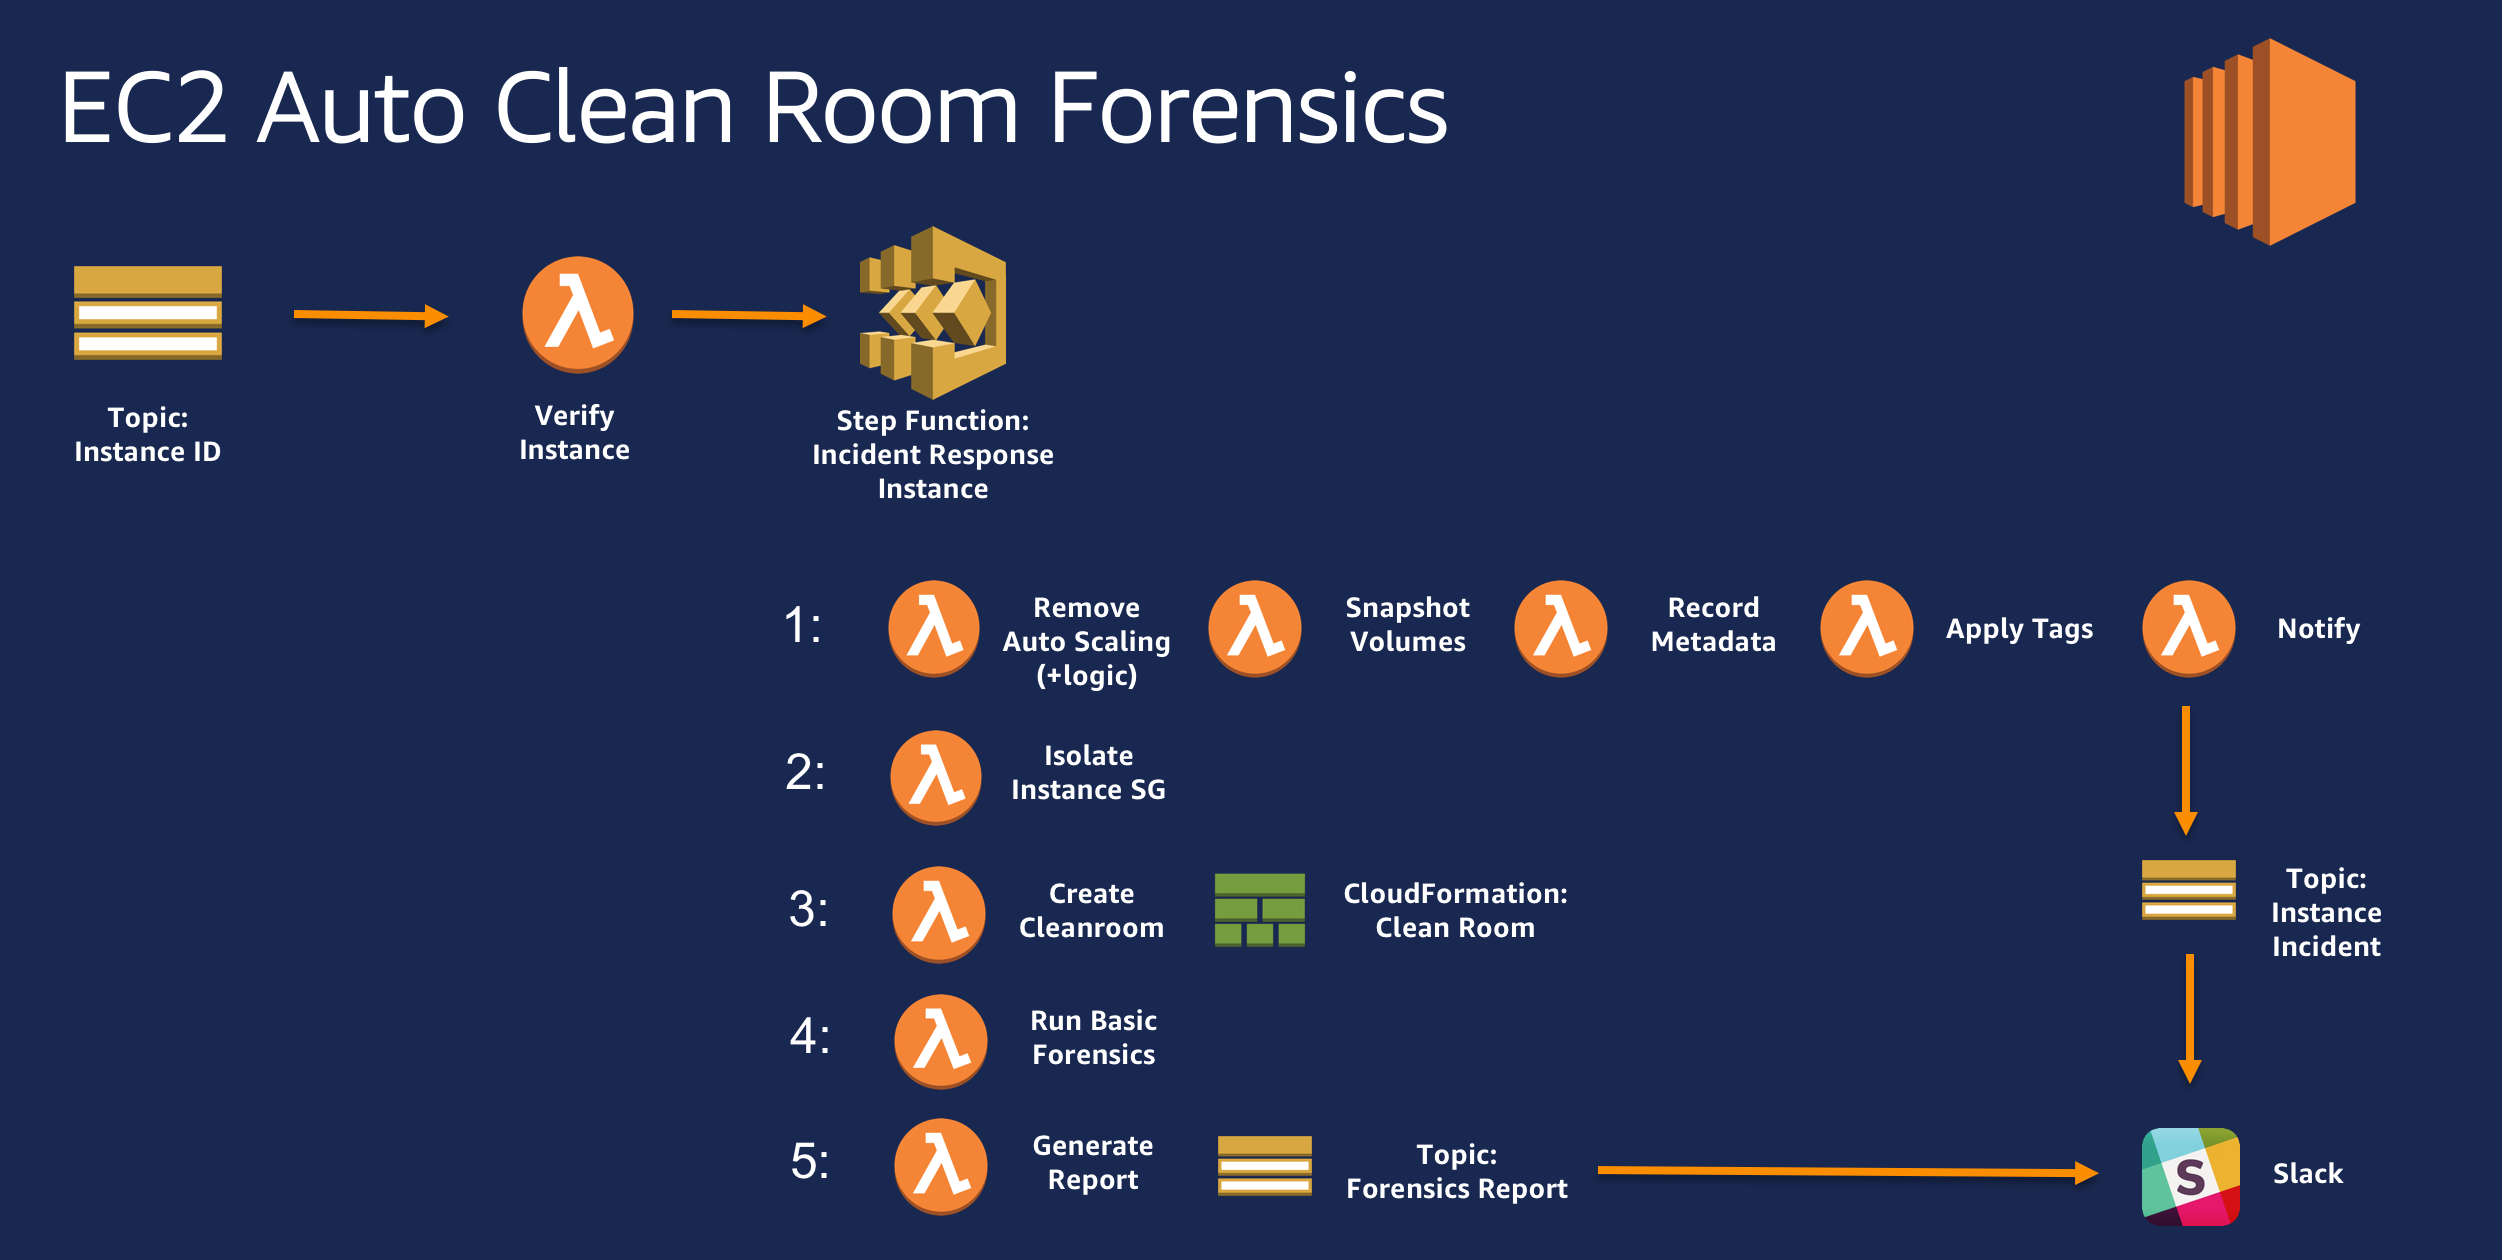 EC2 Auto Clean Room Forensics
Topic:
Instance ID
Verify
Instance
Step Function:
Incident Response
Instance
1:
Remove
Auto Scaling
(+logic)
Snapshot
Volumes
Record
Metadata
Apply Tags
Notify
2:
Isolate
Instance SG
3:
Create
Cleanroom
CloudFormation:
Clean Room
Topic:
Instance
Incident
4:
Run Basic
Forensics
5:
Generate
Report
Topic:
Forensics Report
S
Slack